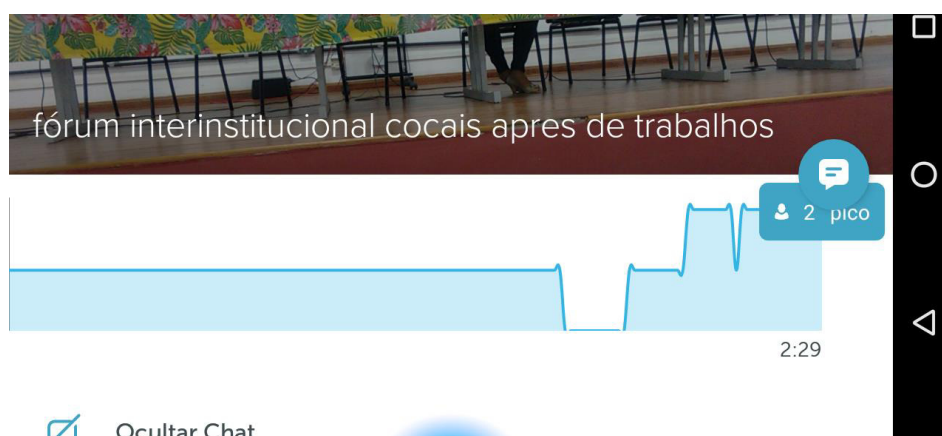 fórum interinstitucional cocais apres de trabalhos
2 pico
2:29
Ocultar Chat